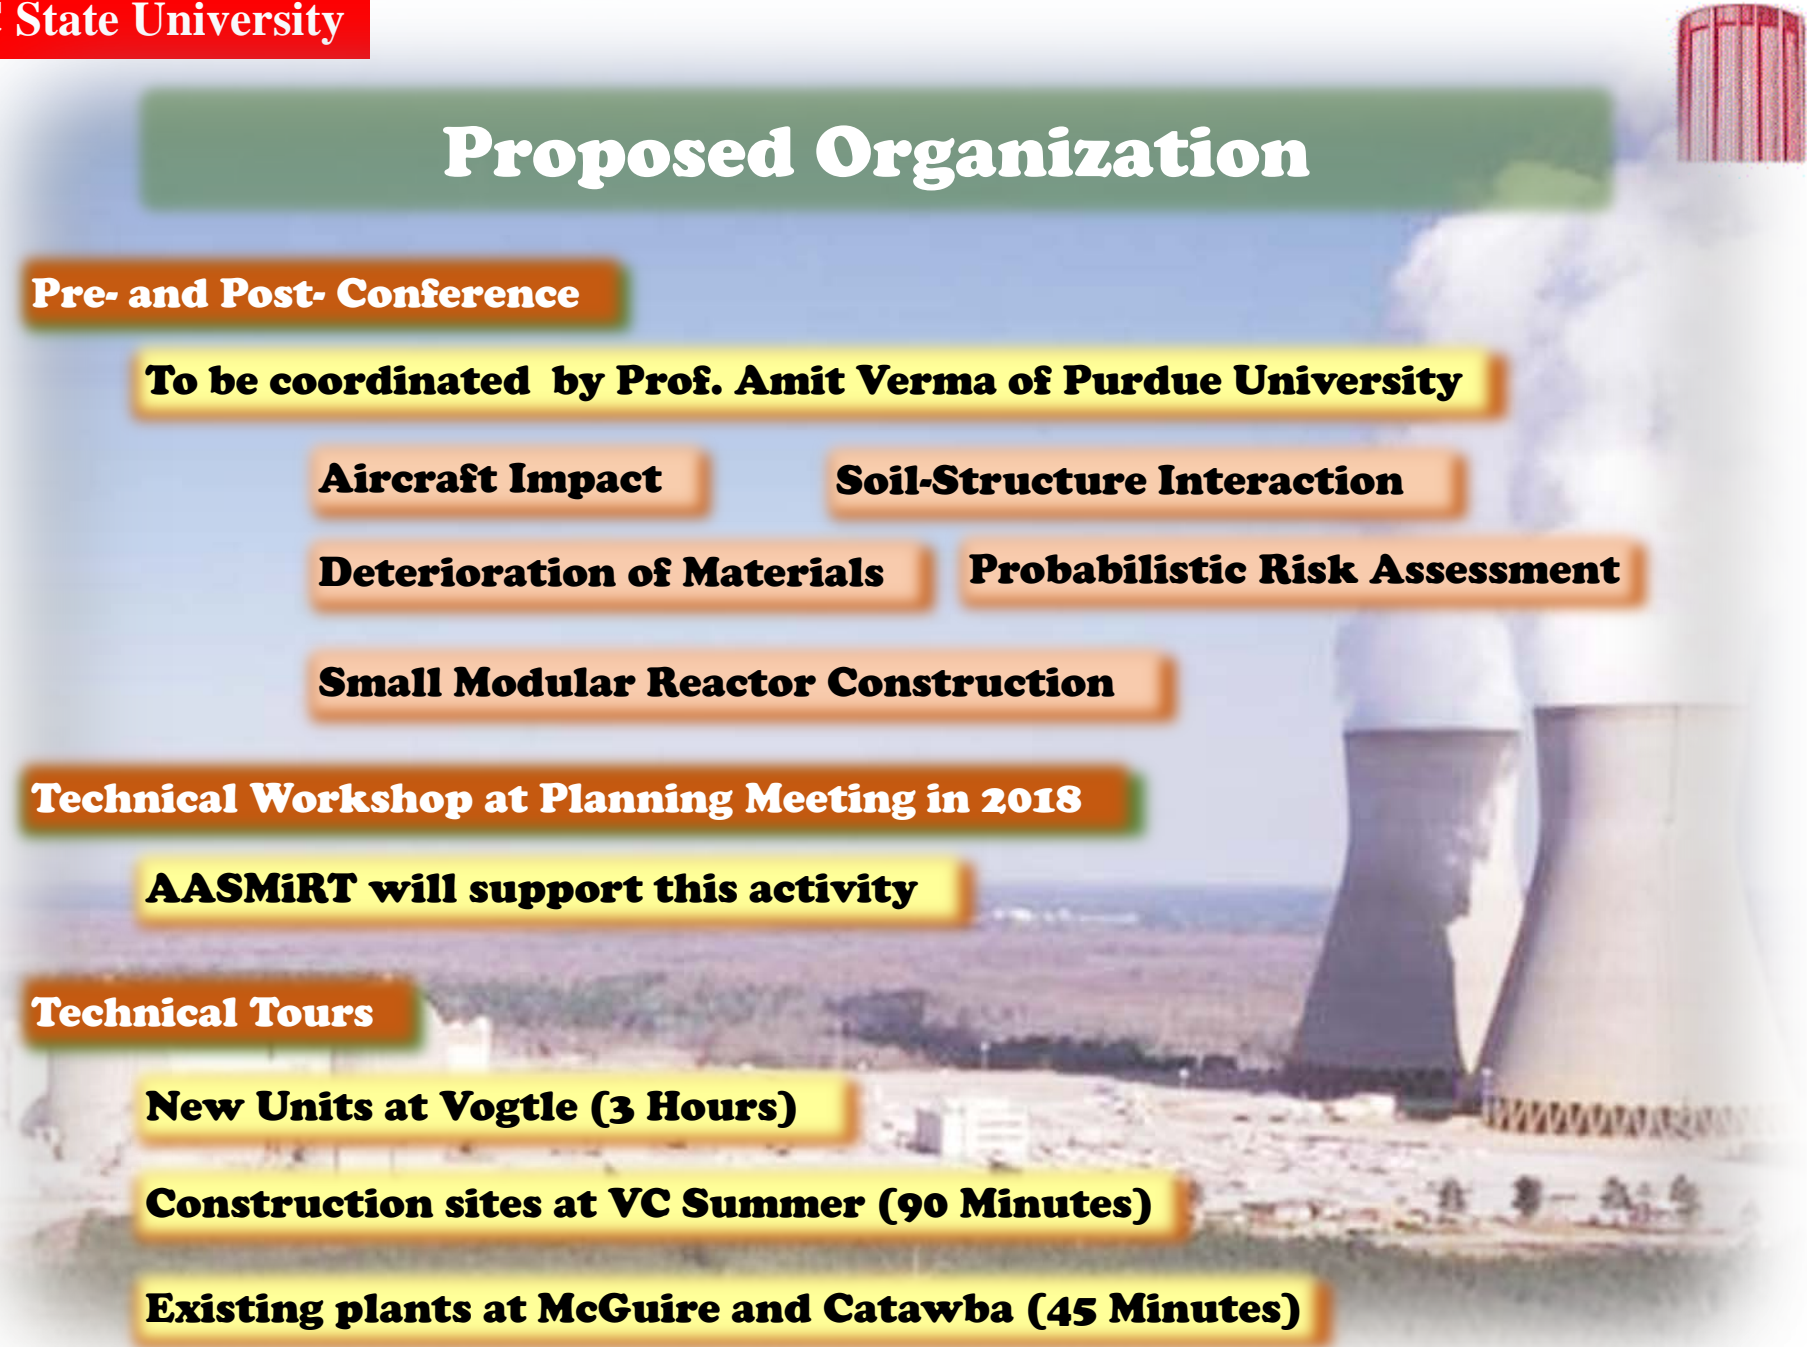 State University
Proposed Organization
Pre- and Post- Conference
To be coordinated by Prof. Amit Verma of Purdue University
Aircraft Impact
Soil-Structure Interaction
Deterioration of Materials
Probabilistic Risk Assessment
Small Modular Reactor Construction
Technical Workshop at Planning Meeting in 2018
AASMiRT will support this activity
Technical Tours
New Units at Vogtle (3 Hours)
Construction sites at VC Summer (90 Minutes)
Existing plants at McGuire and Catawba (45 Minutes)